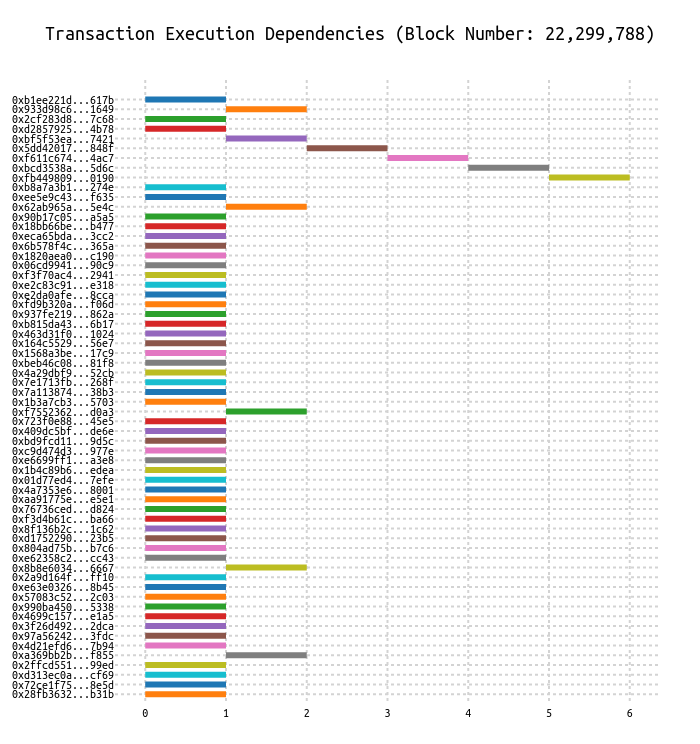 Transaction Execution Dependencies (Block Number: 22,299,788)
0xb1ee221d...617b
0x933d98c6...1649
0x2cf283d8...7c68
0xd2857925...4b78
0xbf5f53ea...7421
0x5dd42017...848f
0xf611c674...4ac7
0xbcd3538a...5d6c
0xfb449809...0190
0xb8a7a3b1...274e
0xee5e9c43...f635
0x62ab965a...5e4c
0x90b17c05...a5a5
0x18bb66be...b477
0xeca65bda...3cc2
0x6b578f4c...365a
0x1820aea0...c190
0x06cd9941...90c9
0xf3f70ac4...2941
0xe2c83c91...e318
0xe2da0afe...8cca
0xfd9b320a...f06d
0x937fe219...862a
0xb815da43...6b17
0x463d31f0...1024
0x164c5529...56e7
0x1568a3be...17c9
0xbeb46c08...81f8
0x4a29dbf9...52cb
0x7e1713fb...268f
0x7a113874...38b3
0x1b3a7cb3...5703
0xf7552362...d0a3
0x723f0e88...45e5
0x409dc5bf...de6e
0xbd9fcd11...9d5c
0xc9d474d3...977e
0xe6699ff1...a3e8
0x1b4c89b6...edea
0x01d77ed4...7efe
0x4a7353e6...8001
0xaa91775e...e5e1
0x76736ced...d824
0xf3d4b61c...ba66
0x8f136b2c...1c62
0xd1752290...23b5
0x804ad75b...b7c6
0xe62358c2...cc43
0x8b8e6034...6667
0x2a9d164f...ff10
0xe63e0326...8b45
0x57083c52...2c03
0x990ba450...5338
0x4699c157...e1a5
0x3f26d492...2dca
0x97a56242...3fdc
0x4d21efd6...7b94
0xa369bb2b...f855
0x2ffcd551...99ed
0xd313ec0a...cf69
0x72ce1f75...8e5d
0x28fb3632...b31b
0 1 2 3 4 5 6